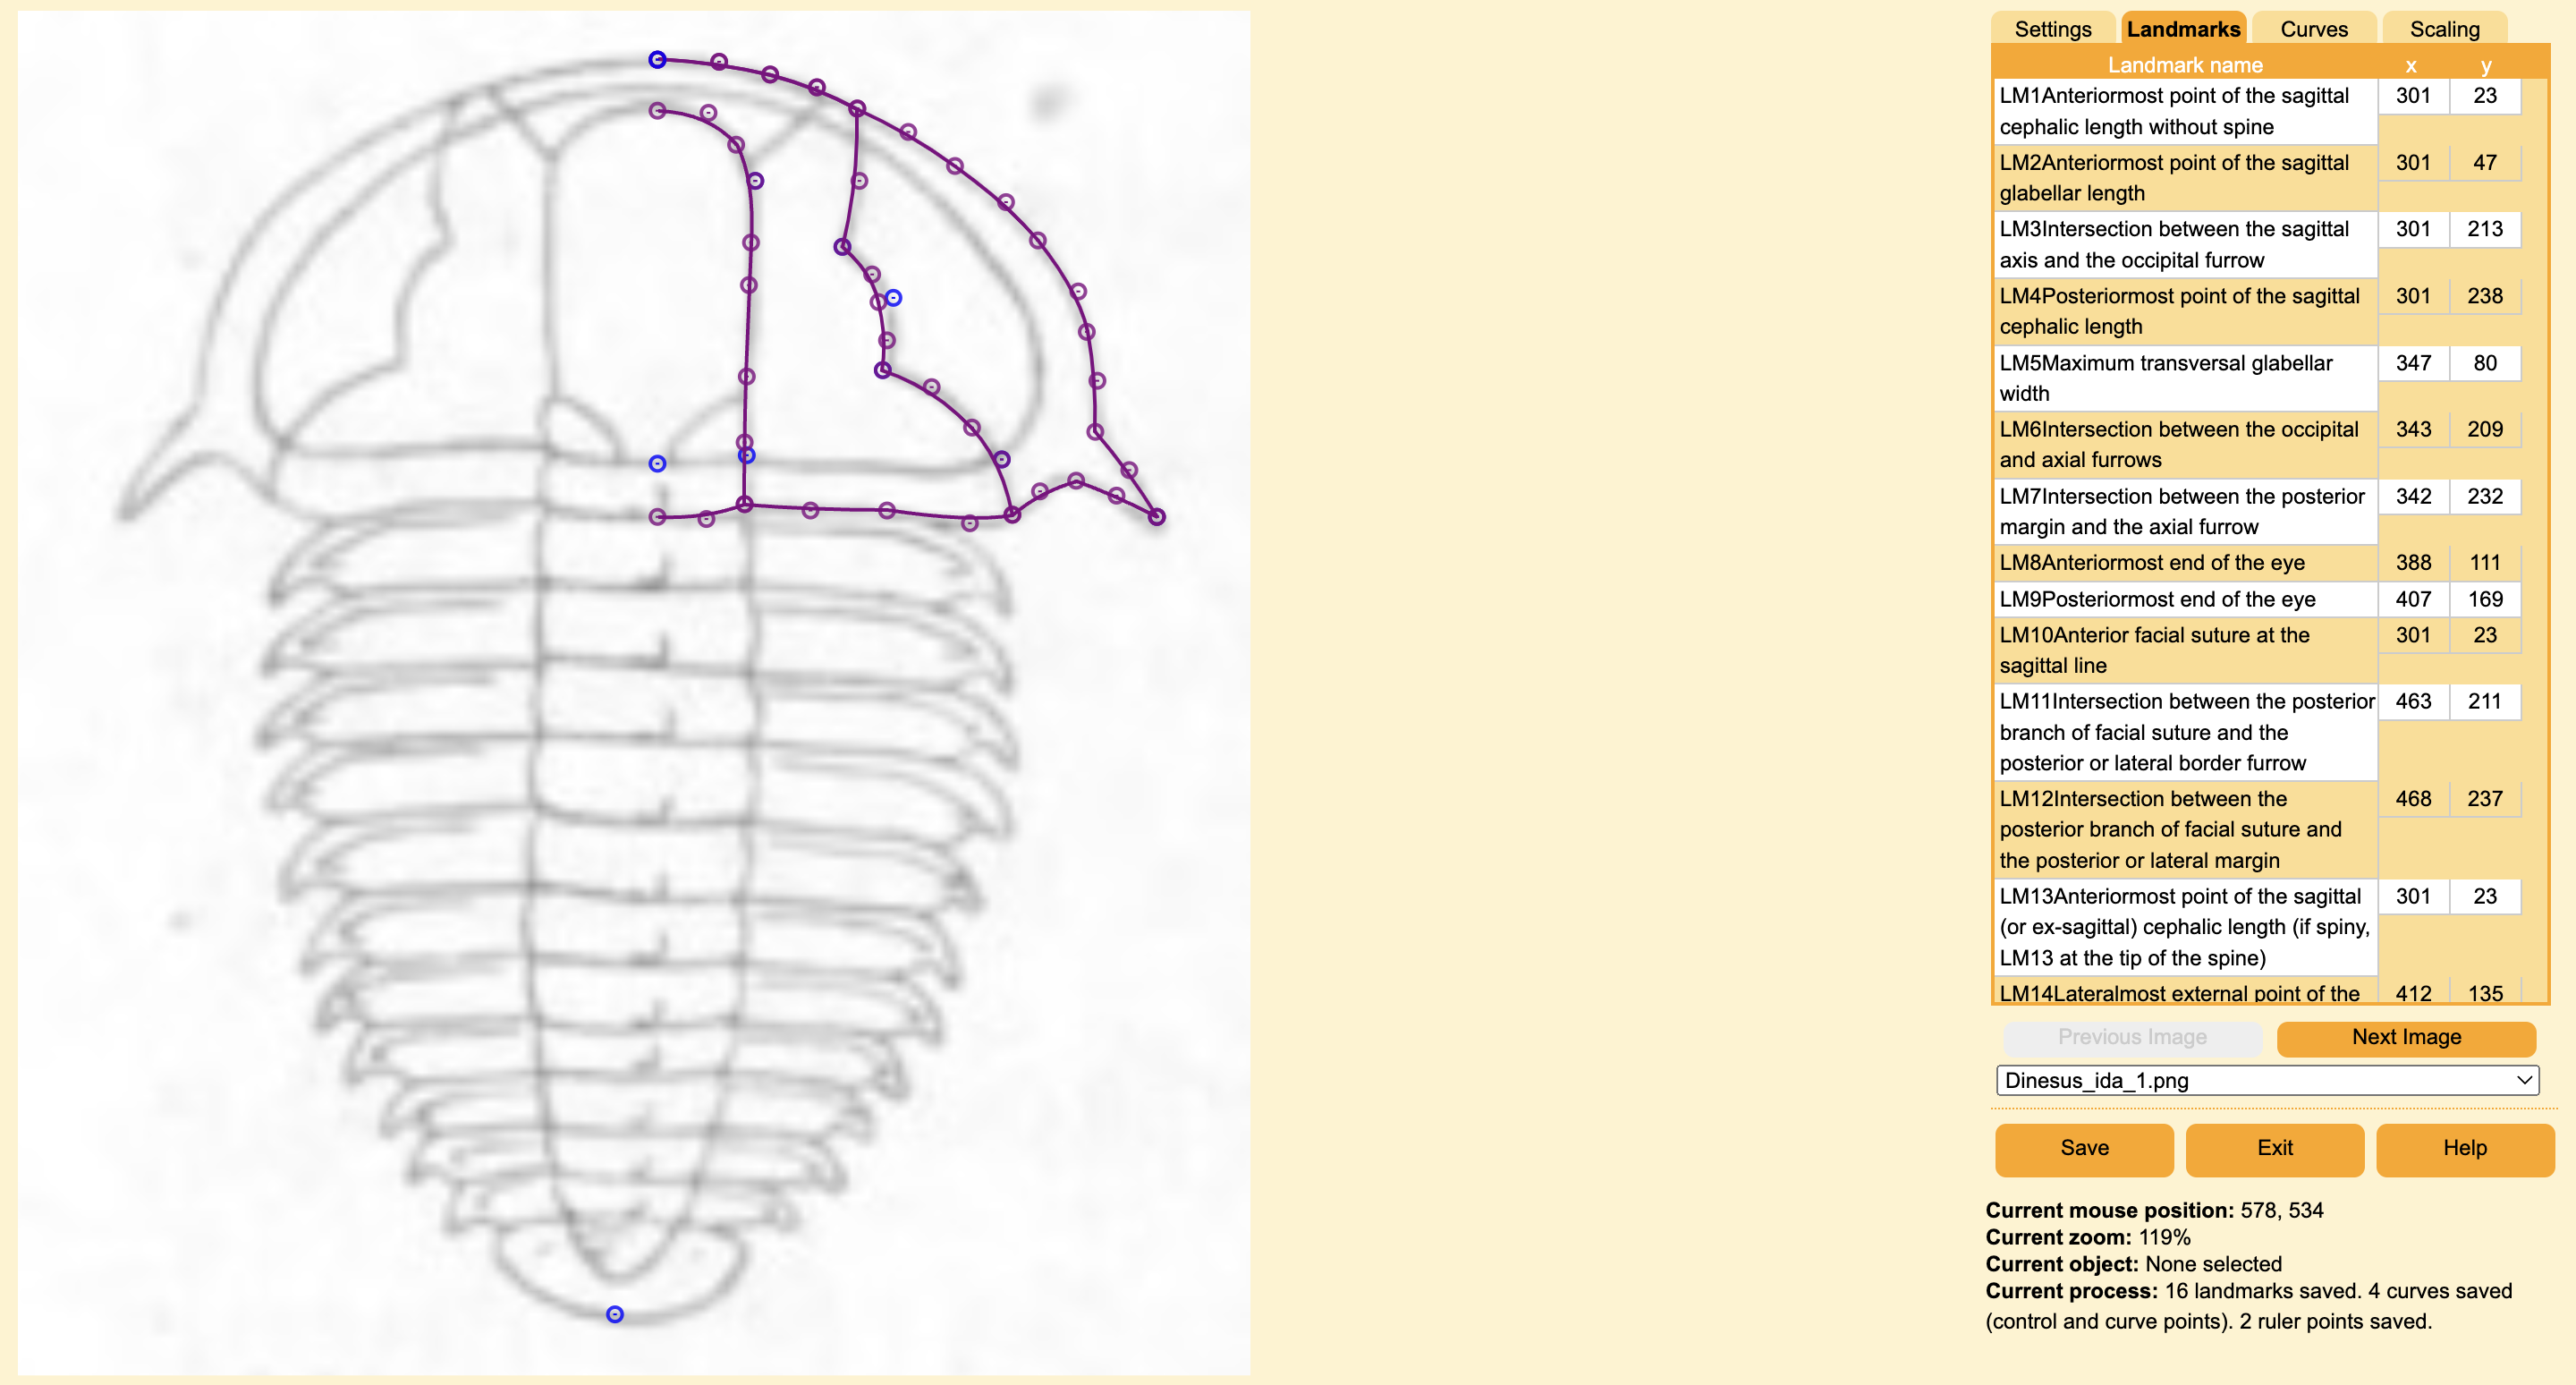 Settings Landmarks Curves Scaling
Landmark name x y
LM1Anteriormost point of the sagittal 301 23
cephalic length without spine
LM2Anteriormost point of the sagittal 301 47
glabellar length
LM3Intersection between the sagittal 301 213
axis and the occipital furrow
LM4Posteriormost point of the sagittal 301 238
cephalic length
LM5Maximum transversal glabellar 347 80
width
LM6Intersection between the occipital 343 209
and axial furrows
LM7Intersection between the posterior 342 232
margin and the axial furrow
LM8Anteriormost end of the eye 388 111
LM9Posteriormost end of the eye 407 169
LM10Anterior facial suture at the 301 23
sagittal line
LM11Intersection between the posterior 463 211
branch of facial suture and the
posterior or lateral border furrow
LM12Intersection between the 468 237
posterior branch of facial suture and
the posterior or lateral margin
LM13Anteriormost point of the sagittal 301 23
(or ex-sagittal) cephalic length (if spiny,
LM13 at the tip of the spine)
LM14Lateralmost external point of the 412 135
Previous Image Next Image
Dinesus_ida_1.png
Save Exit Help
Current mouse position: 578, 534
Current zoom: 119%
Current object: None selected
Current process: 16 landmarks saved. 4 curves saved
(control and curve points). 2 ruler points saved.